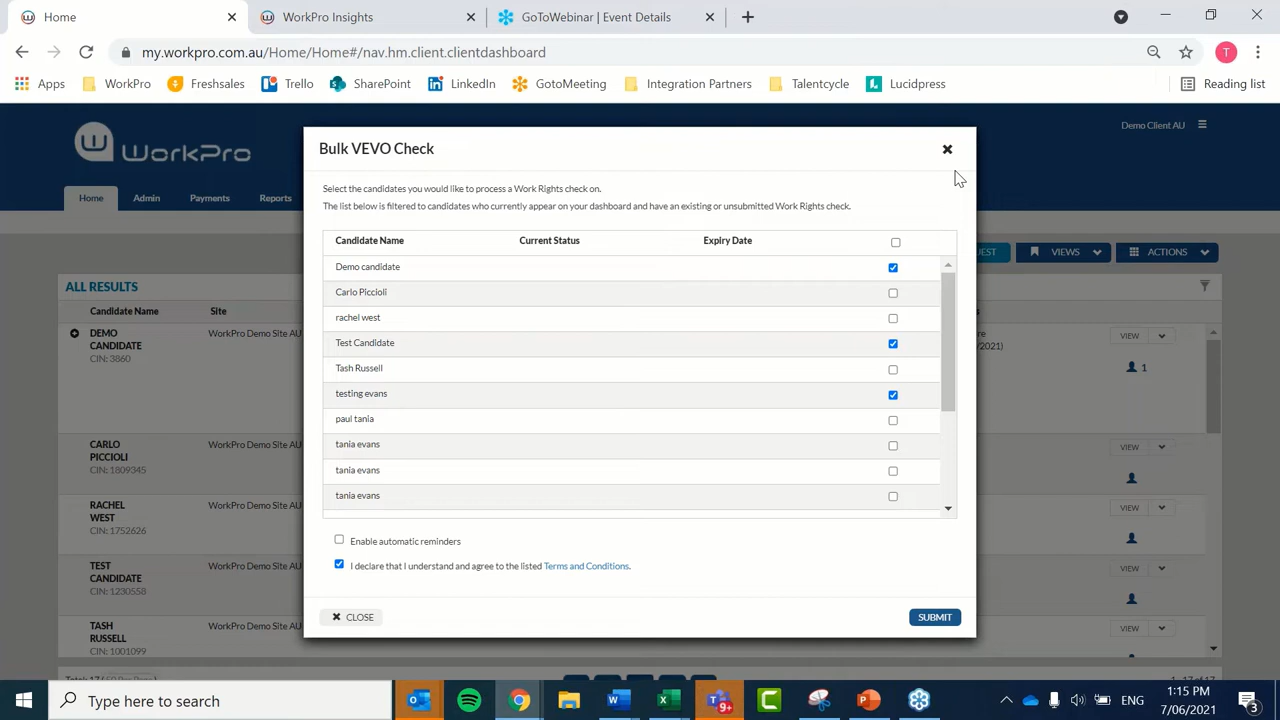 Home
WorkPro Insights
GoToWebinar | Event Details
my.workpro.com.au/Home/Home#/nav.hm.client.clientdashboard
T
Apps
WorkPro
Freshsales
Trello
SharePoint
LinkedIn
GotoMeeting
Integration Partners
Talentcycle
Lucidpress
Reading list
WorkPro
Demo Client AU
Home
Admin
Payments
Reports
VIEWS
ACTIONS
ALL RESULTS
Candidate Name
Site
DEMO CANDIDATE
CIN: 3860
WorkPro Demo Site AU
VIEW
1
CARLO PICCIOLI
CIN: 1809345
WorkPro Demo Site AU
VIEW
RACHEL WEST
CIN: 1752626
WorkPro Demo Site AU
VIEW
TEST CANDIDATE
CIN: 1230558
WorkPro Demo Site AU
VIEW
TASH RUSSELL
CIN: 1001099
WorkPro Demo Site AU
VIEW
Bulk VEVO Check
Select the candidates you would like to process a Work Rights check on.
The list below is filtered to candidates who currently appear on your dashboard and have an existing or unsubmitted Work Rights check.
Candidate Name Current Status Expiry Date
Demo candidate
Carlo Piccioli
rachel west
Test Candidate
Tash Russell
testing evans
paul tania
tania evans
tania evans
tania evans
Enable automatic reminders
I declare that I understand and agree to the listed Terms and Conditions.
CLOSE
SUBMIT
Type here to search
9+
ENG
1:15 PM
7/06/2021
3